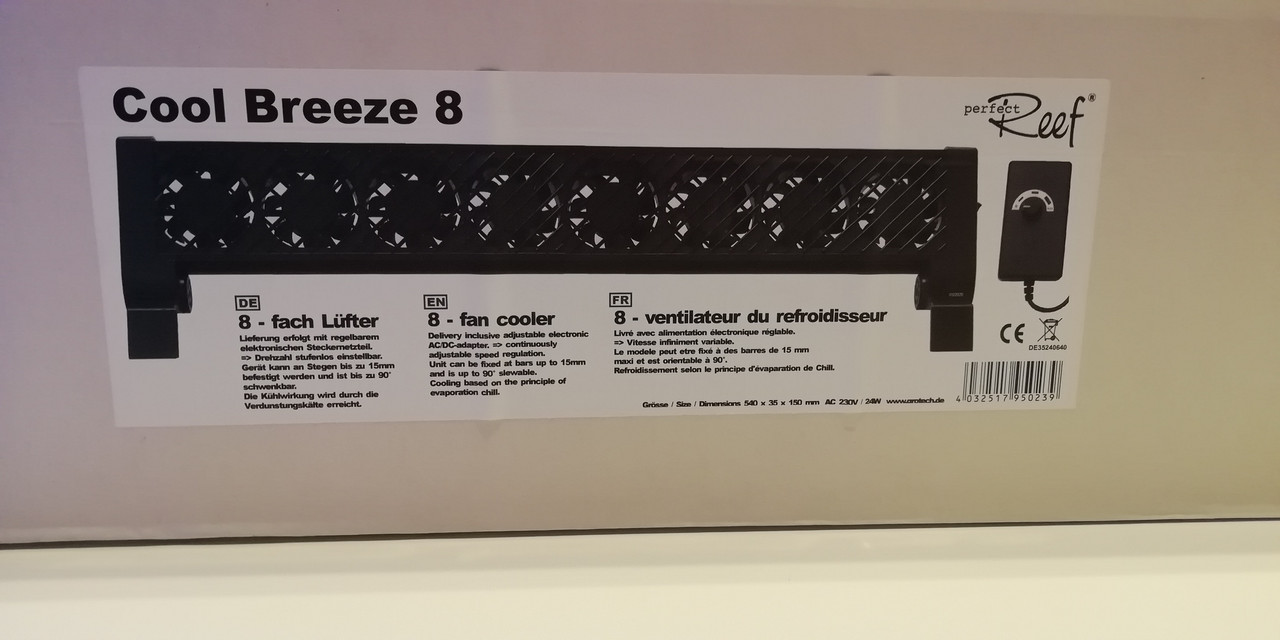 Cool Breeze 8
perfect Reef®
DE
8 - fach Lüfter
Lieferung erfolgt mit regelbarem
elektronischen Steckernetzteil.
=> Drehzahl stufenlos einstellbar.
Gerät kann an Stegen bis zu 15mm
befestigt werden und ist bis zu 90°
schwenkbar.
Die Kühlwirkung wird durch die
Verdunstungskälte erreicht.
EN
8 - fan cooler
Delivery inclusive adjustable electronic
AC/DC-adapter. => continuously
adjustable speed regulation.
Unit can be fixed at bars up to 15mm
and is up to 90° slewable.
Cooling based on the principle of
evaporation chill.
FR
8 - ventilateur du refroidisseur
Livré avec alimentation électronique réglable.
=> Vitesse infiniment variable.
Le modele peut etre fixé à des barres de 15 mm
maxi et est orientable à 90°.
Refroidissement selon le principe d'évaparation de Chill.
Grösse / Size / Dimensions 540 x 35 x 150 mm AC 230V / 24W www.arotech.de
CE
DE35240640
4 032517 950239